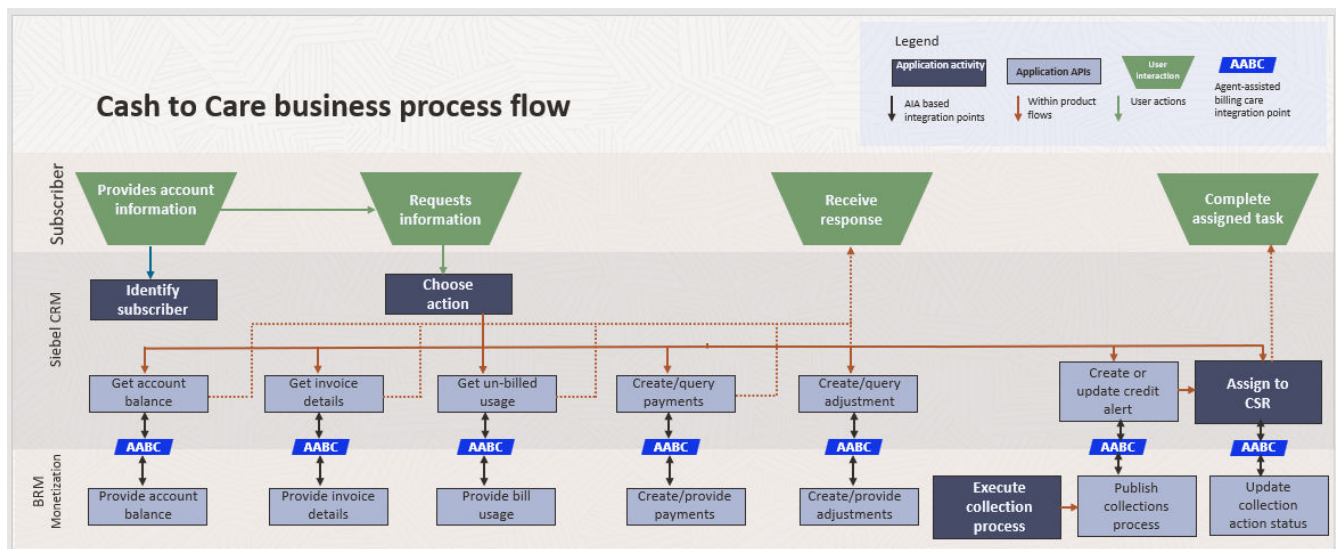 Legend
Application activity
Application APIs
User
interaction
AABC
AIA based
integration points
Within product
flows
User actions
Agent-assisted
billing care
integration point
Cash to Care business process flow
Subscriber
Provides account
information
Requests
information
Receive
response
Complete
assigned task
Siebel CRM
Identify
subscriber
Choose
action
Get account
balance
Get invoice
details
Get un-billed
usage
Create/query
payments
Create/query
adjustment
Create or
update credit
alert
Assign to
CSR
AABC
AABC
AABC
AABC
AABC
AABC
AABC
BRM
Monetization
Provide account
balance
Provide invoice
details
Provide bill
usage
Create/provide
payments
Create/provide
adjustments
Execute
collection
process
Publish
collections
process
Update
collection
action status